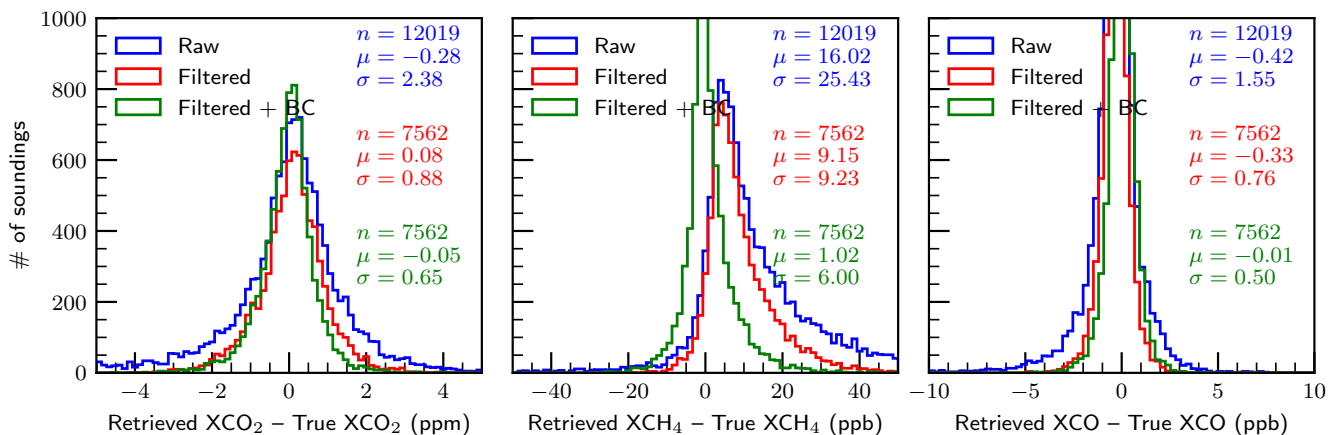 1000
800
600
400
200
0
# of soundings
Raw
Filtered
Filtered + BC
n = 12019
μ = −0.28
σ = 2.38
n = 7562
μ = 0.08
σ = 0.88
n = 7562
μ = −0.05
σ = 0.65
−4 −2 0 2 4
Retrieved XCO₂ – True XCO₂ (ppm)
Raw
Filtered
Filtered + BC
n = 12019
μ = 16.02
σ = 25.43
n = 7562
μ = 9.15
σ = 9.23
n = 7562
μ = 1.02
σ = 6.00
−40 −20 0 20 40
Retrieved XCH₄ – True XCH₄ (ppb)
Raw
Filtered
Filtered + BC
n = 12019
μ = −0.42
σ = 1.55
n = 7562
μ = −0.33
σ = 0.76
n = 7562
μ = −0.01
σ = 0.50
−10 −5 0 5 10
Retrieved XCO – True XCO (ppb)